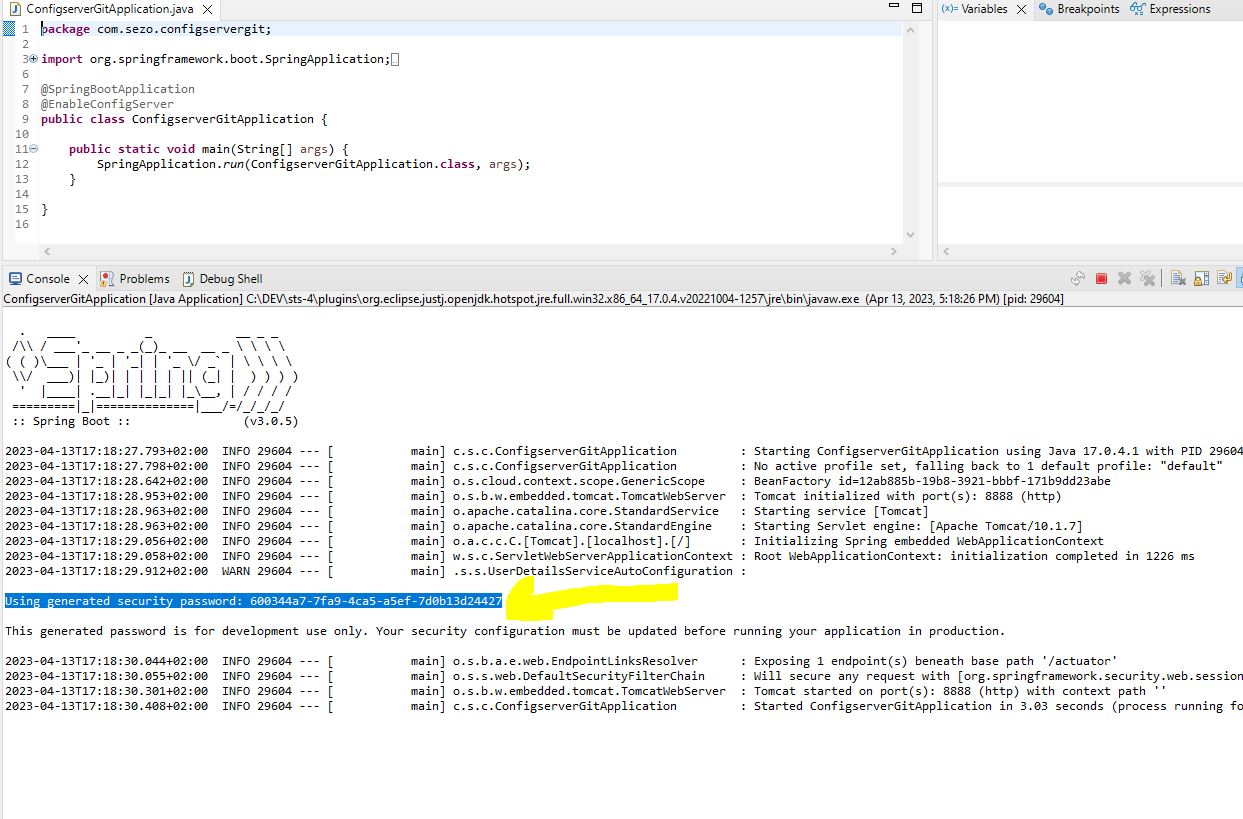 ConfigserverGitApplication.java
(x)= Variables Breakpoints Expressions
1 package com.sezo.configservergit;
2
3 import org.springframework.boot.SpringApplication;
6
7 @SpringBootApplication
8 @EnableConfigServer
9 public class ConfigserverGitApplication {
10
11 public static void main(String[] args) {
12 SpringApplication.run(ConfigserverGitApplication.class, args);
13 }
14
15 }
16
Console Problems Debug Shell
ConfigserverGitApplication [Java Application] C:\DEV\sts-4\plugins\org.eclipse.justj.openjdk.hotspot.jre.full.win32.x86_64_17.0.4.v20221004-1257\jre\bin\javaw.exe (Apr 13, 2023, 5:18:26 PM) [pid: 29604]
  .   ____          _            __ _ _
 /\\ / ___'_ __ _ _(_)_ __  __ _ \ \ \ \
( ( )\___ | '_ | '_| | '_ \/ _` | \ \ \ \
 \\/  ___)| |_)| | | | | || (_| |  ) ) ) )
  '  |____| .__|_| |_|_| |_\__, | / / / /
 =========|_|==============|___/=/_/_/_/
 :: Spring Boot ::                (v3.0.5)
2023-04-13T17:18:27.793+02:00  INFO 29604 --- [           main] c.s.c.ConfigserverGitApplication         : Starting ConfigserverGitApplication using Java 17.0.4.1 with PID 29604
2023-04-13T17:18:27.798+02:00  INFO 29604 --- [           main] c.s.c.ConfigserverGitApplication         : No active profile set, falling back to 1 default profile: "default"
2023-04-13T17:18:28.642+02:00  INFO 29604 --- [           main] o.s.cloud.context.scope.GenericScope     : BeanFactory id=12ab885b-19b8-3921-bbbf-171b9dd23abe
2023-04-13T17:18:28.953+02:00  INFO 29604 --- [           main] o.s.b.w.embedded.tomcat.TomcatWebServer  : Tomcat initialized with port(s): 8888 (http)
2023-04-13T17:18:28.963+02:00  INFO 29604 --- [           main] o.apache.catalina.core.StandardService   : Starting service [Tomcat]
2023-04-13T17:18:28.963+02:00  INFO 29604 --- [           main] o.apache.catalina.core.StandardEngine    : Starting Servlet engine: [Apache Tomcat/10.1.7]
2023-04-13T17:18:29.056+02:00  INFO 29604 --- [           main] o.a.c.c.C.[Tomcat].[localhost].[/]       : Initializing Spring embedded WebApplicationContext
2023-04-13T17:18:29.058+02:00  INFO 29604 --- [           main] w.s.c.ServletWebServerApplicationContext : Root WebApplicationContext: initialization completed in 1226 ms
2023-04-13T17:18:29.912+02:00  WARN 29604 --- [           main] .s.s.UserDetailsServiceAutoConfiguration :
Using generated security password: 600344a7-7fa9-4ca5-a5ef-7d0b13d24427
This generated password is for development use only. Your security configuration must be updated before running your application in production.
2023-04-13T17:18:30.044+02:00  INFO 29604 --- [           main] o.s.b.a.e.web.EndpointLinksResolver      : Exposing 1 endpoint(s) beneath base path '/actuator'
2023-04-13T17:18:30.055+02:00  INFO 29604 --- [           main] o.s.s.web.DefaultSecurityFilterChain     : Will secure any request with [org.springframework.security.web.session
2023-04-13T17:18:30.301+02:00  INFO 29604 --- [           main] o.s.b.w.embedded.tomcat.TomcatWebServer  : Tomcat started on port(s): 8888 (http) with context path ''
2023-04-13T17:18:30.408+02:00  INFO 29604 --- [           main] c.s.c.ConfigserverGitApplication         : Started ConfigserverGitApplication in 3.03 seconds (process running fo